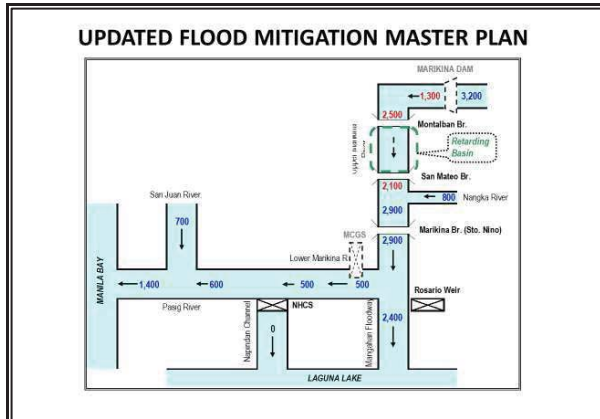 UPDATED FLOOD MITIGATION MASTER PLAN
MARIKINA DAM
1,300
3,200
2,500
Montalban Br.
Retarding
Basin
San Mateo Br.
2,100
San Juan River
800
Nangka River
2,900
700
MCGS
Marikina Br. (Sto. Nino)
2,900
Lower Marikina R
MANILA BAY
1,400
600
500
500
Pasig River
NHCS
Rosario Weir
Napindan Channel
Mangahan Floodway
2,400
0
LAGUNA LAKE